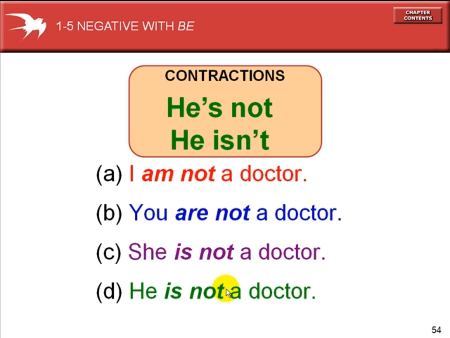 1-5 NEGATIVE WITH BE
CHAPTER
CONTENTS
CONTRACTIONS
He’s not
He isn’t
(a) I am not a doctor.
(b) You are not a doctor.
(c) She is not a doctor.
(d) He is not a doctor.
54